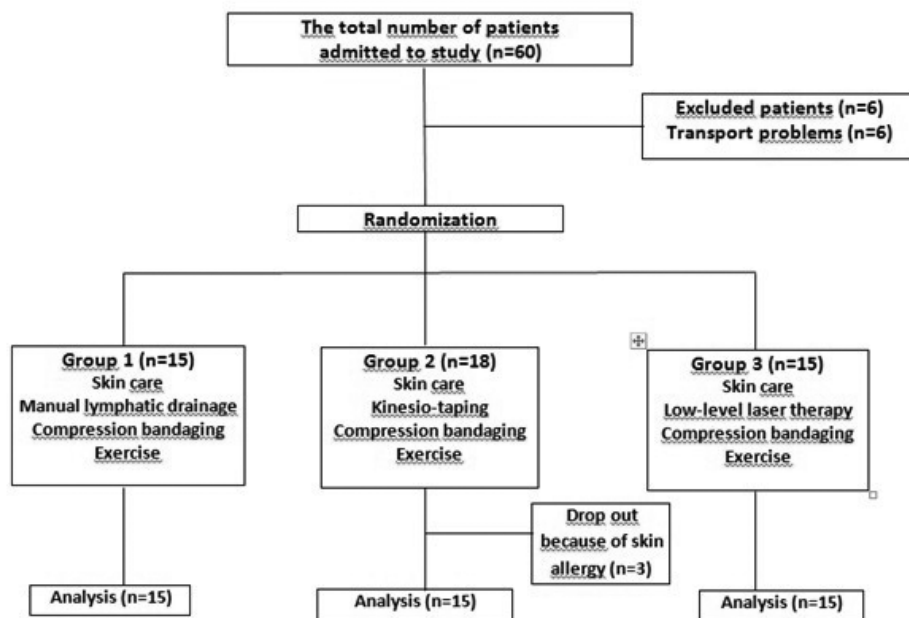 The total number of patients
admitted to study (n=60)
Excluded patients (n=6)
Transport problems (n=6)
Randomization
Group 1 (n=15)
Skin care
Manual lymphatic drainage
Compression bandaging
Exercise
Group 2 (n=18)
Skin care
Kinesio-taping
Compression bandaging
Exercise
Group 3 (n=15)
Skin care
Low-level laser therapy
Compression bandaging
Exercise
Drop out
because of skin
allergy (n=3)
Analysis (n=15)
Analysis (n=15)
Analysis (n=15)